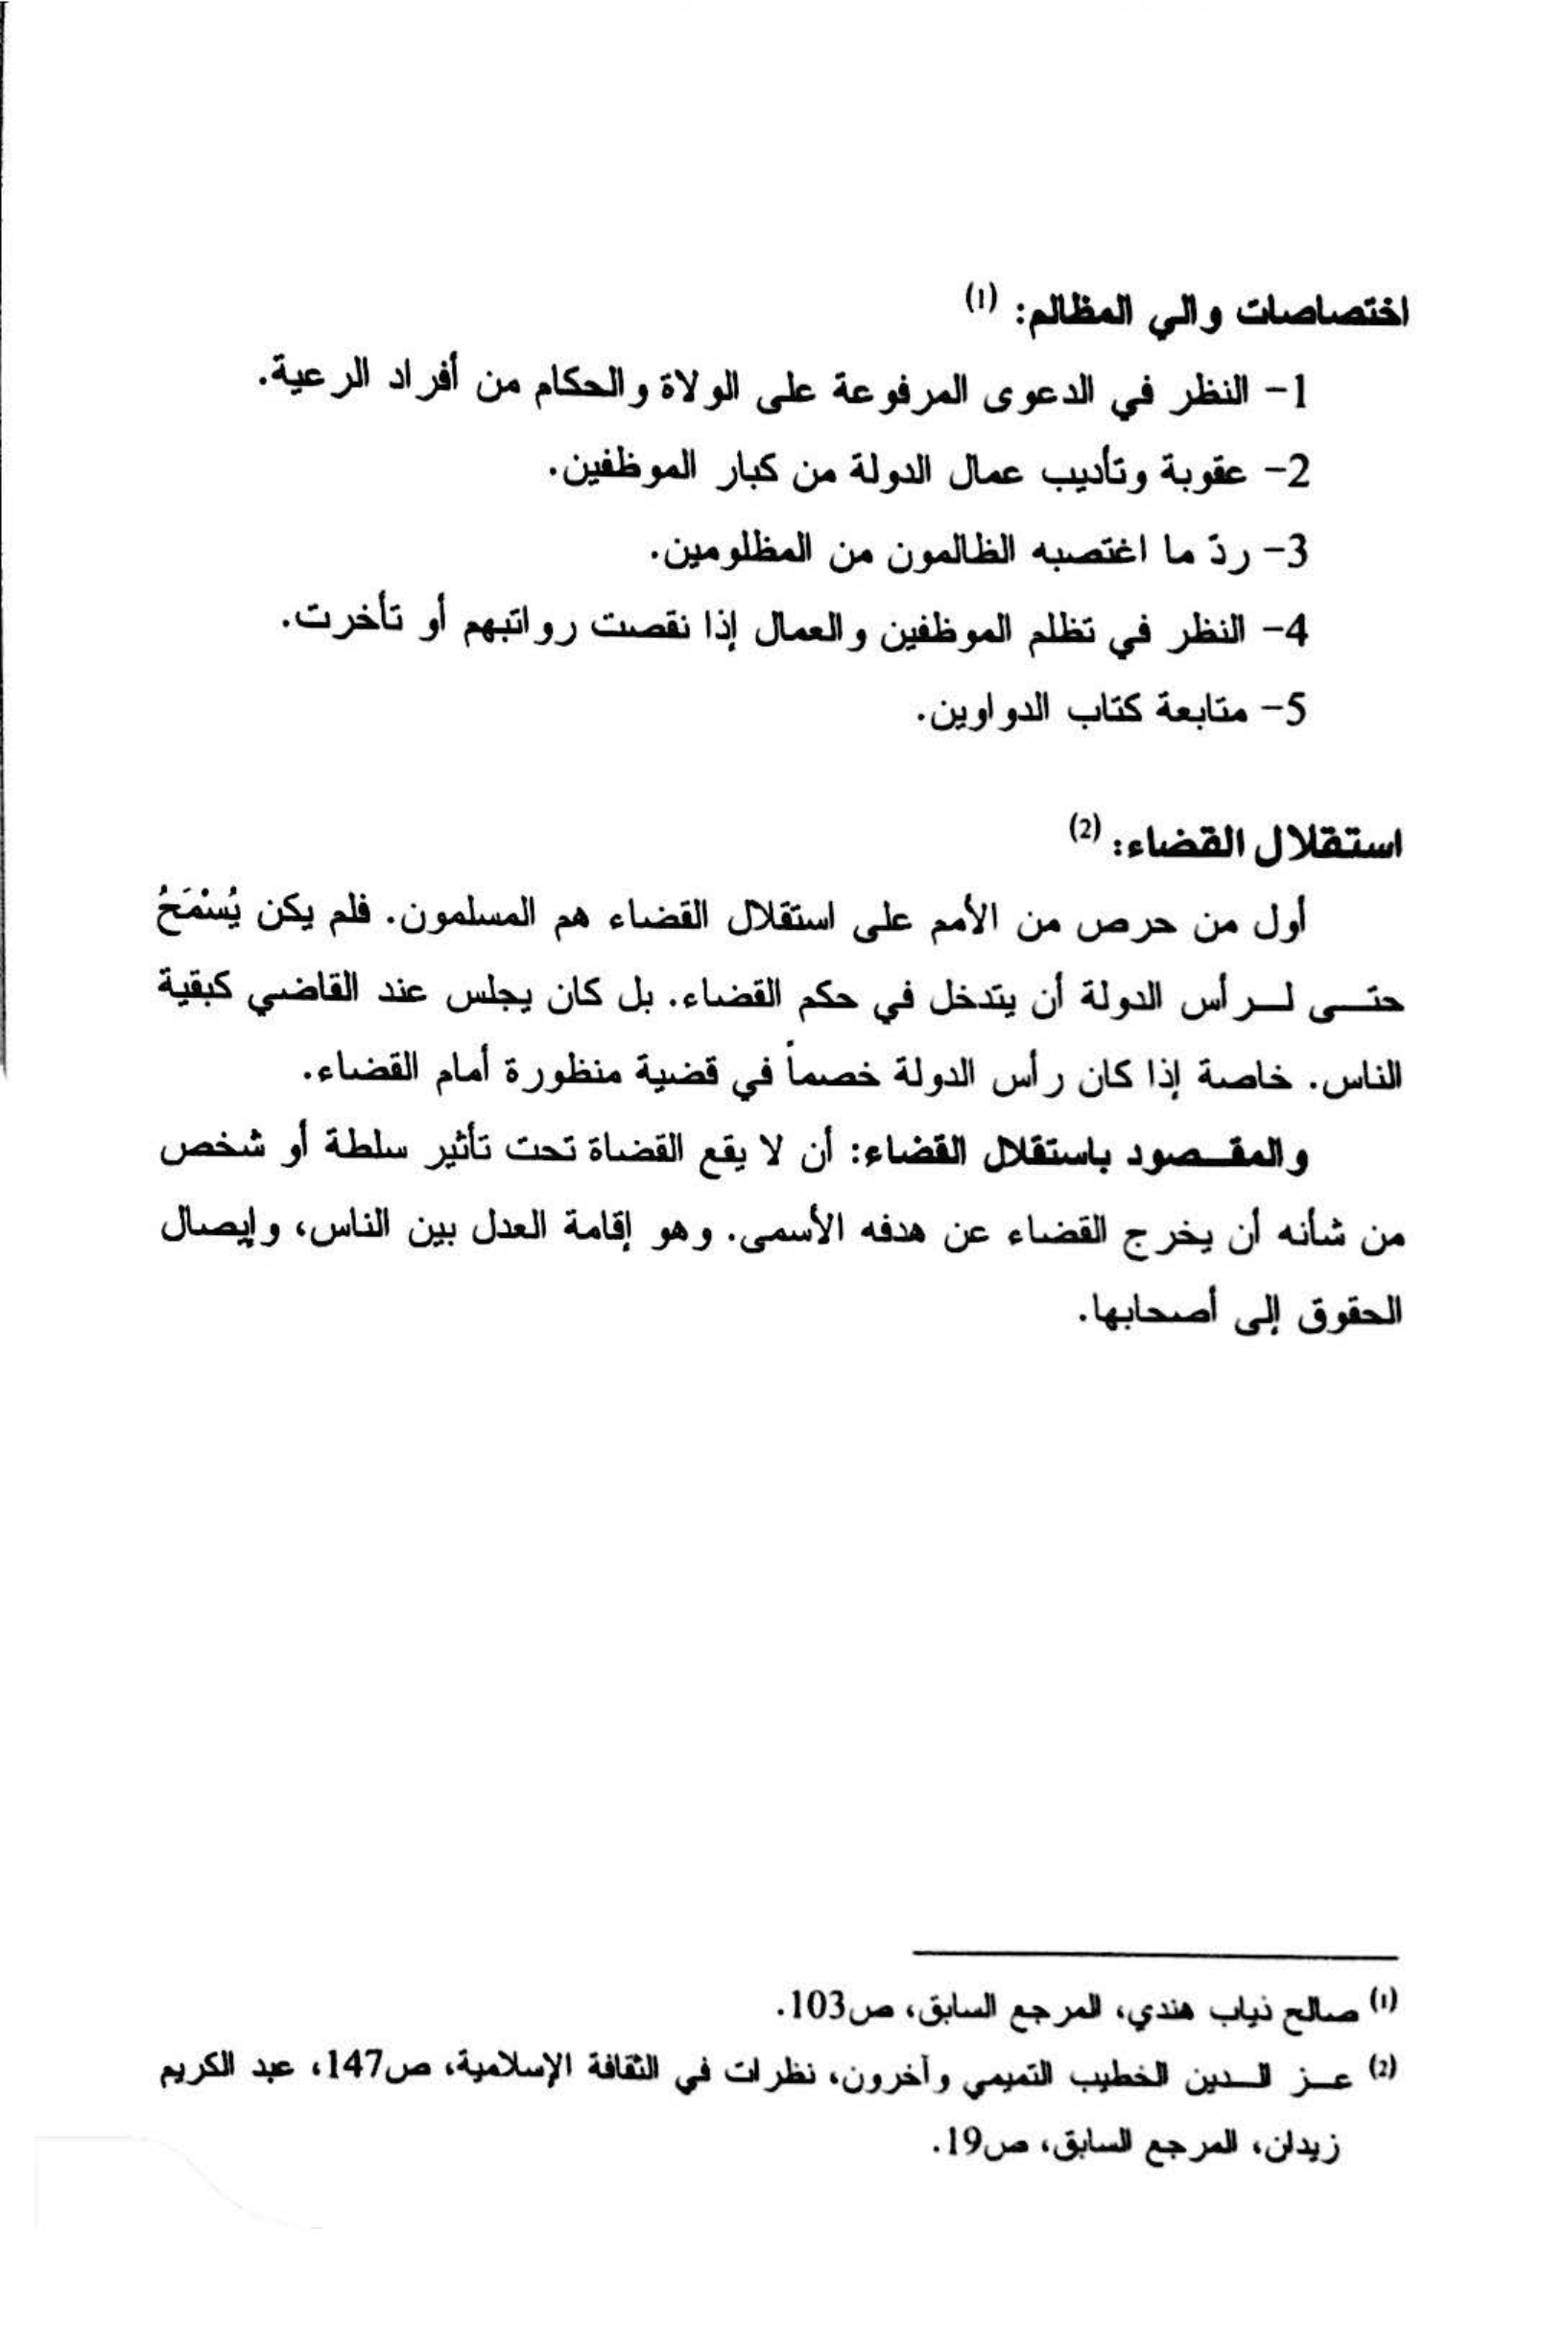 اختصاصات والي المظالم: (1)
1- النظر في الدعوى المرفوعة على الولاة والحكام من أفراد الرعية.
2- عقوبة وتأديب عمال الدولة من كبار الموظفين.
3- ردّ ما اغتصبه الظالمون من المظلومين.
4- النظر في تظلم الموظفين والعمال إذا نقصت رواتبهم أو تأخرت.
5- متابعة كتاب الدواوين.
استقلال القضاء: (2)
أول من حرص من الأمم على استقلال القضاء هم المسلمون. فلم يكن يُسْمَحُ
حتى لرأس الدولة أن يتدخل في حكم القضاء. بل كان يجلس عند القاضي كبقية
الناس. خاصة إذا كان رأس الدولة خصماً في قضية منظورة أمام القضاء.
والمقصود باستقلال القضاء: أن لا يقع القضاة تحت تأثير سلطة أو شخص
من شأنه أن يخرج القضاء عن هدفه الأسمى. وهو إقامة العدل بين الناس، وإيصال
الحقوق إلى أصحابها.
(1) صالح ذياب هندي، المرجع السابق، ص103.
(2) عز الدين الخطيب التميمي وآخرون، نظرات في الثقافة الإسلامية، ص147، عبد الكريم
زيدان، المرجع السابق، ص19.